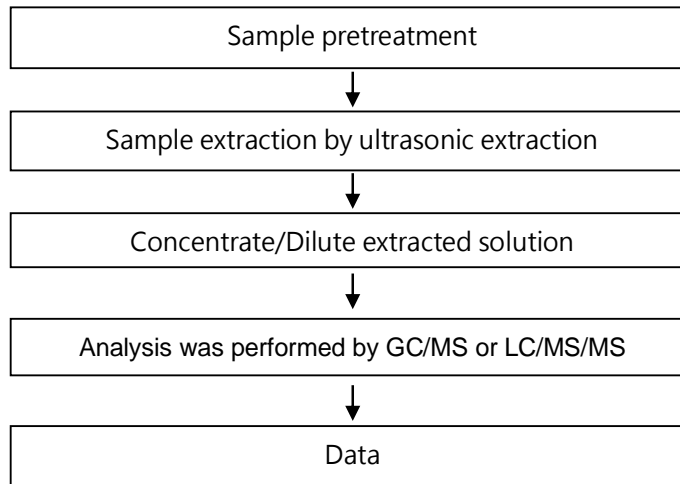 Sample pretreatment
Sample extraction by ultrasonic extraction
Concentrate/Dilute extracted solution
Analysis was performed by GC/MS or LC/MS/MS
Data